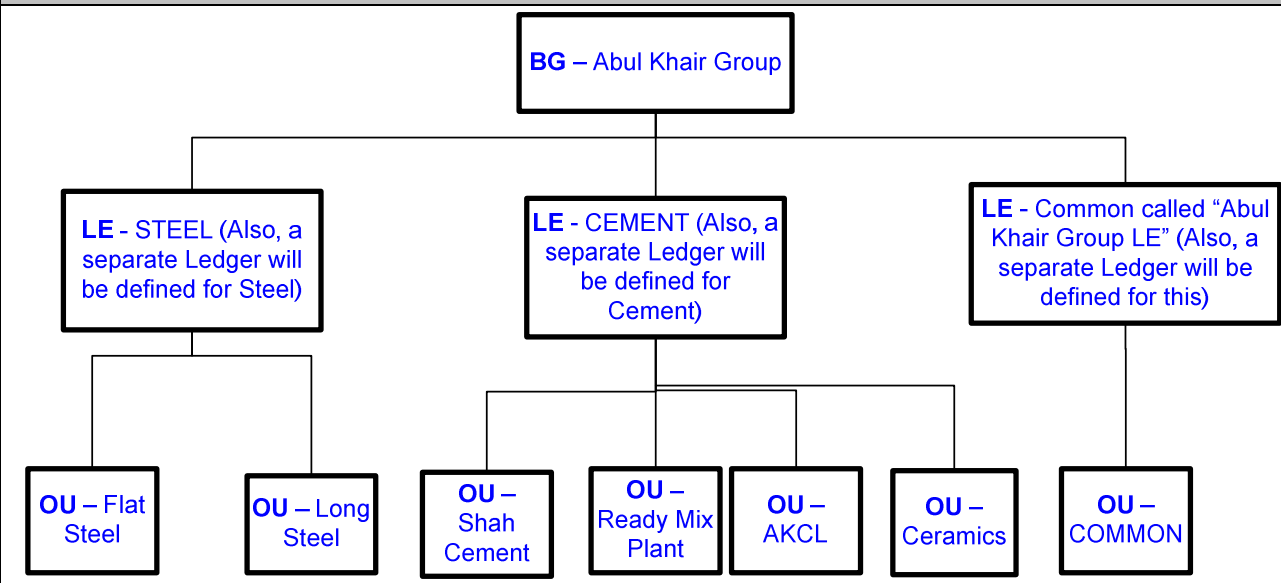 BG – Abul Khair Group
LE - STEEL (Also, a
separate Ledger will
be defined for Steel)
LE - CEMENT (Also, a
separate Ledger will
be defined for
Cement)
LE - Common called “Abul
Khair Group LE” (Also, a
separate Ledger will be
defined for this)
OU – Flat
Steel
OU – Long
Steel
OU –
Shah
Cement
OU –
Ready Mix
Plant
OU –
AKCL
OU –
Ceramics
OU –
COMMON